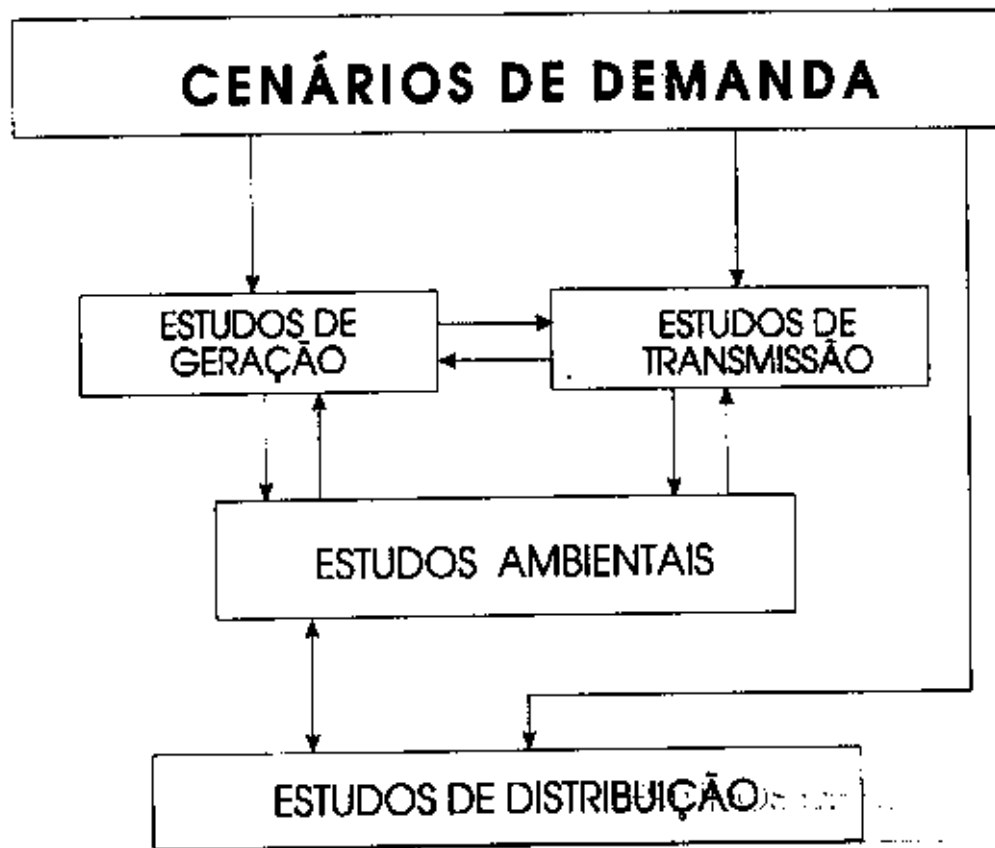 CENÁRIOS DE DEMANDA
ESTUDOS DE
GERAÇÃO
ESTUDOS DE
TRANSMISSÃO
ESTUDOS AMBIENTAIS
ESTUDOS DE DISTRIBUIÇÃO